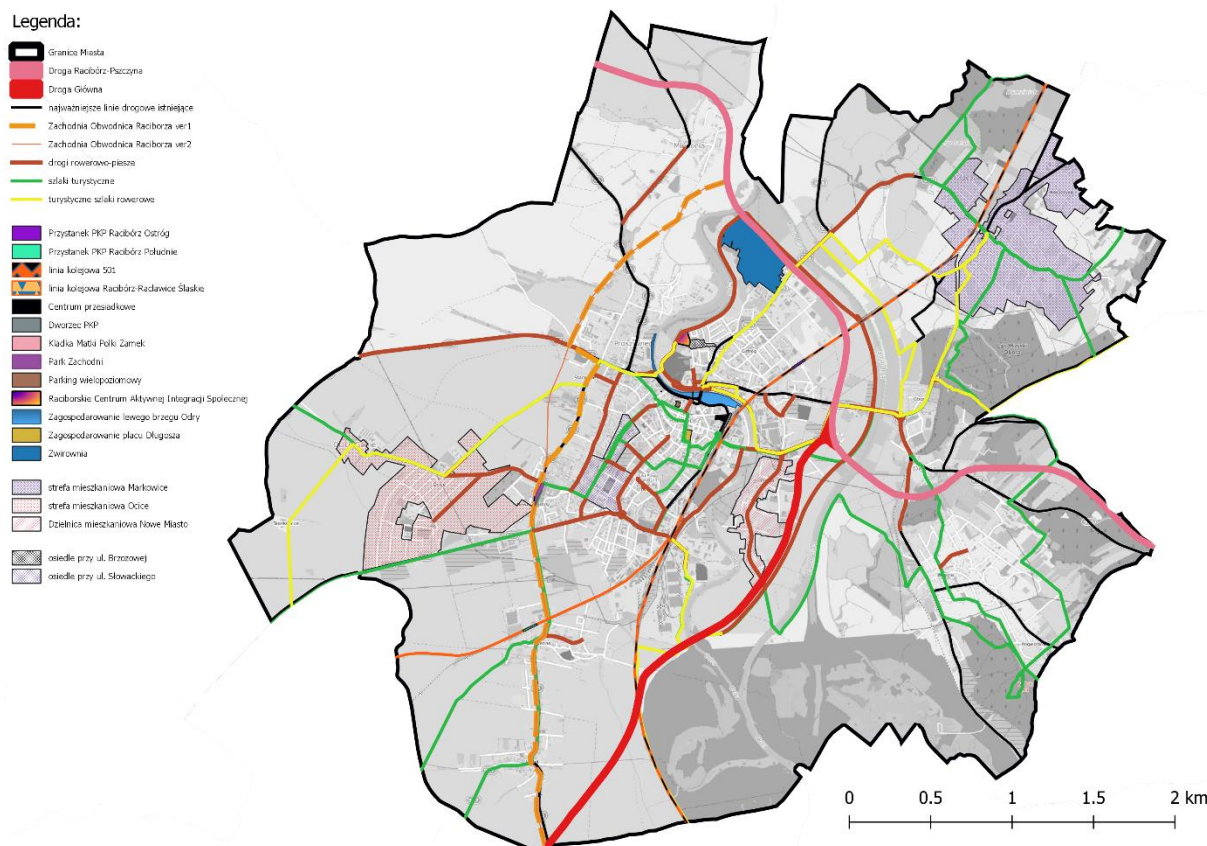 Legenda:
Granice Miasta
Droga Racibórz-Pszczyna
Droga Główna
najważniejsze linie drogowe istniejące
Zachodnia Obwodnica Raciborza ver1
Zachodnia Obwodnica Raciborza ver2
drogi rowerowo-piesze
szlaki turystyczne
turystyczne szlaki rowerowe
Przystanek PKP Racibórz Ostróg
Przystanek PKP Racibórz Południe
linia kolejowa 501
linia kolejowa Racibórz-Racławice Śląskie
Centrum przesiadkowe
Dworzec PKP
Kładka Matki Polki Zamek
Park Zachodni
Parking wielopoziomowy
Raciborskie Centrum Aktywnej Integracji Społecznej
Zagospodarowanie lewego brzegu Odry
Zagospodarowanie placu Długosza
Żwirownia
strefa mieszkaniowa Markowice
strefa mieszkaniowa Ocice
Dzielnica mieszkaniowa Nowe Miasto
osiedle przy ul. Brzozowej
osiedle przy ul. Słowackiego
0 0.5 1 1.5 2 km